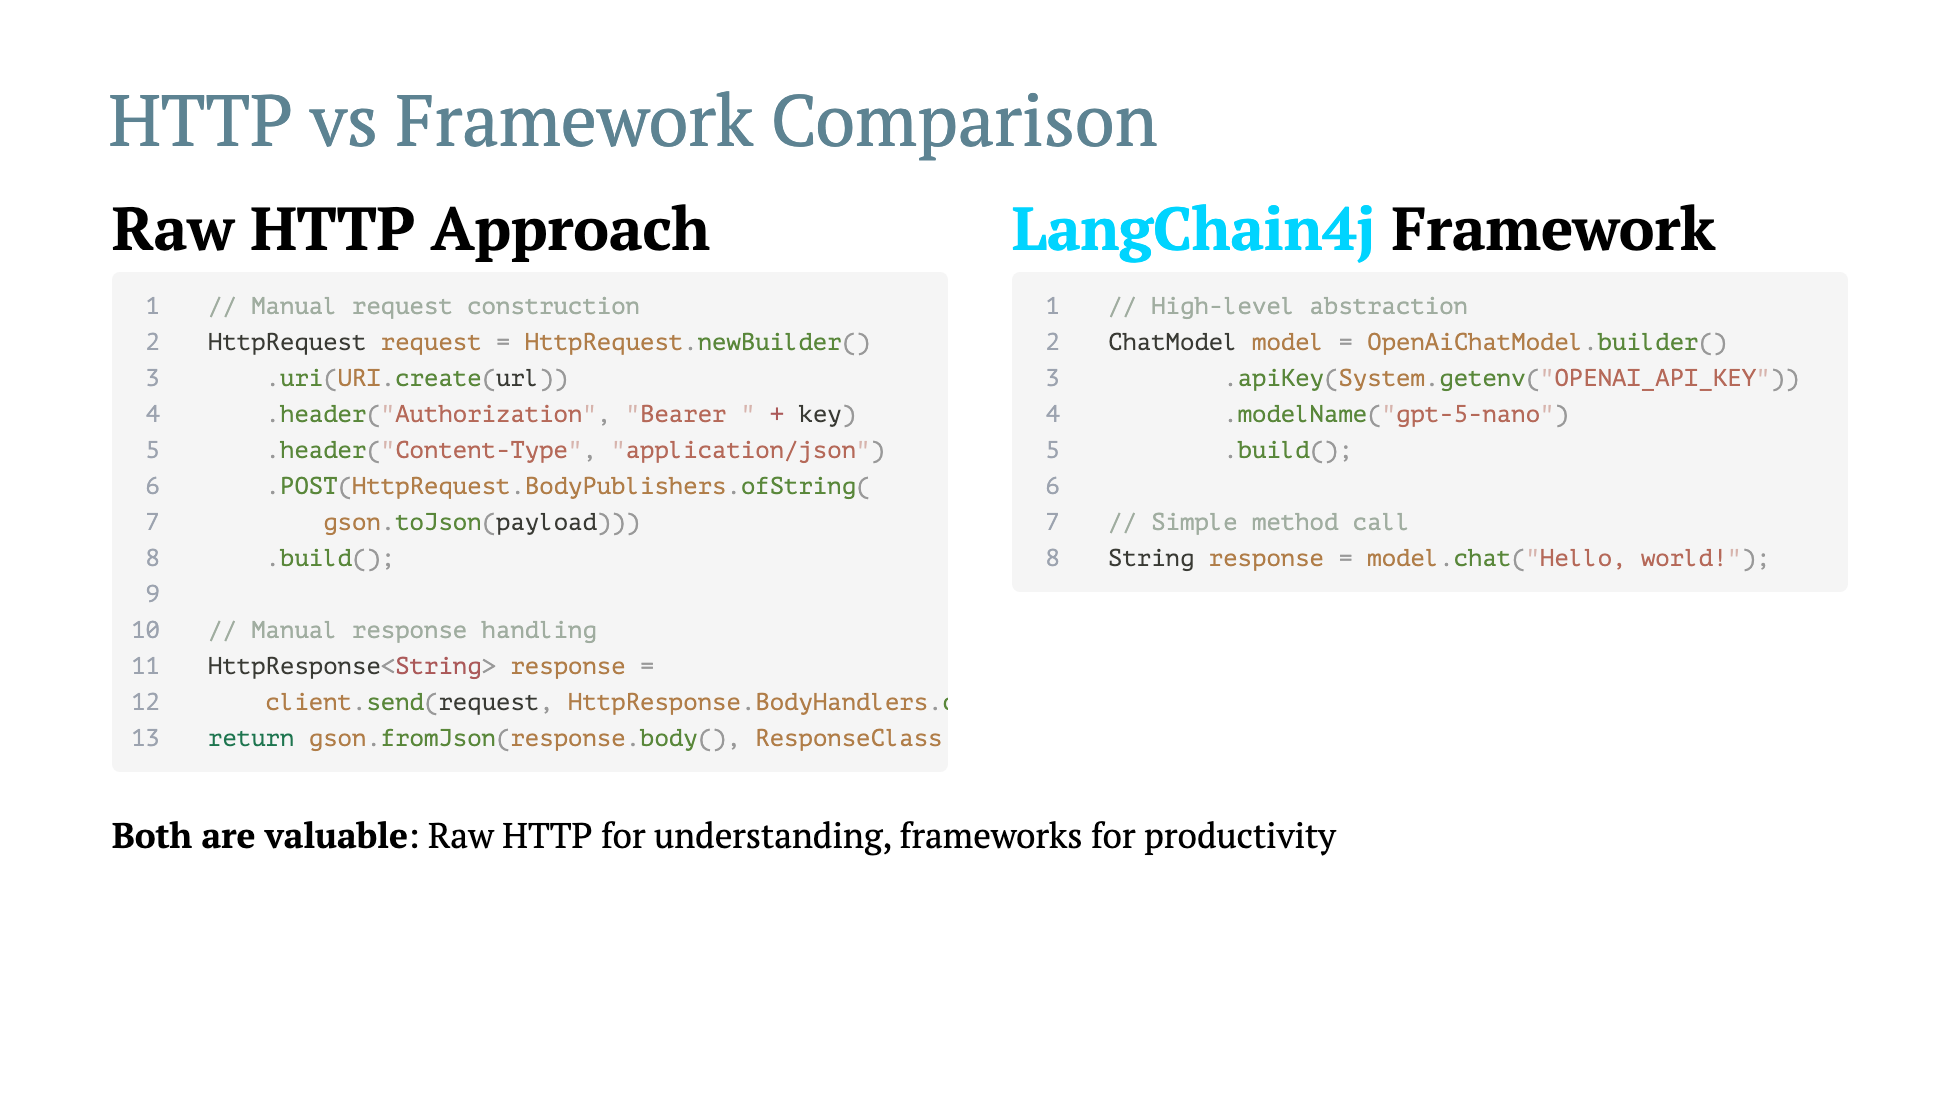 HTTP vs Framework Comparison
Raw HTTP Approach
1 // Manual request construction
2 HttpRequest request = HttpRequest.newBuilder()
3     .uri(URI.create(url))
4     .header("Authorization", "Bearer " + key)
5     .header("Content-Type", "application/json")
6     .POST(HttpRequest.BodyPublishers.ofString(
7         gson.toJson(payload)))
8     .build();
9
10 // Manual response handling
11 HttpResponse<String> response =
12     client.send(request, HttpResponse.BodyHandlers.
13 return gson.fromJson(response.body(), ResponseClass
LangChain4j Framework
1 // High-level abstraction
2 ChatModel model = OpenAiChatModel.builder()
3         .apiKey(System.getenv("OPENAI_API_KEY"))
4         .modelName("gpt-5-nano")
5         .build();
6
7 // Simple method call
8 String response = model.chat("Hello, world!");
Both are valuable: Raw HTTP for understanding, frameworks for productivity